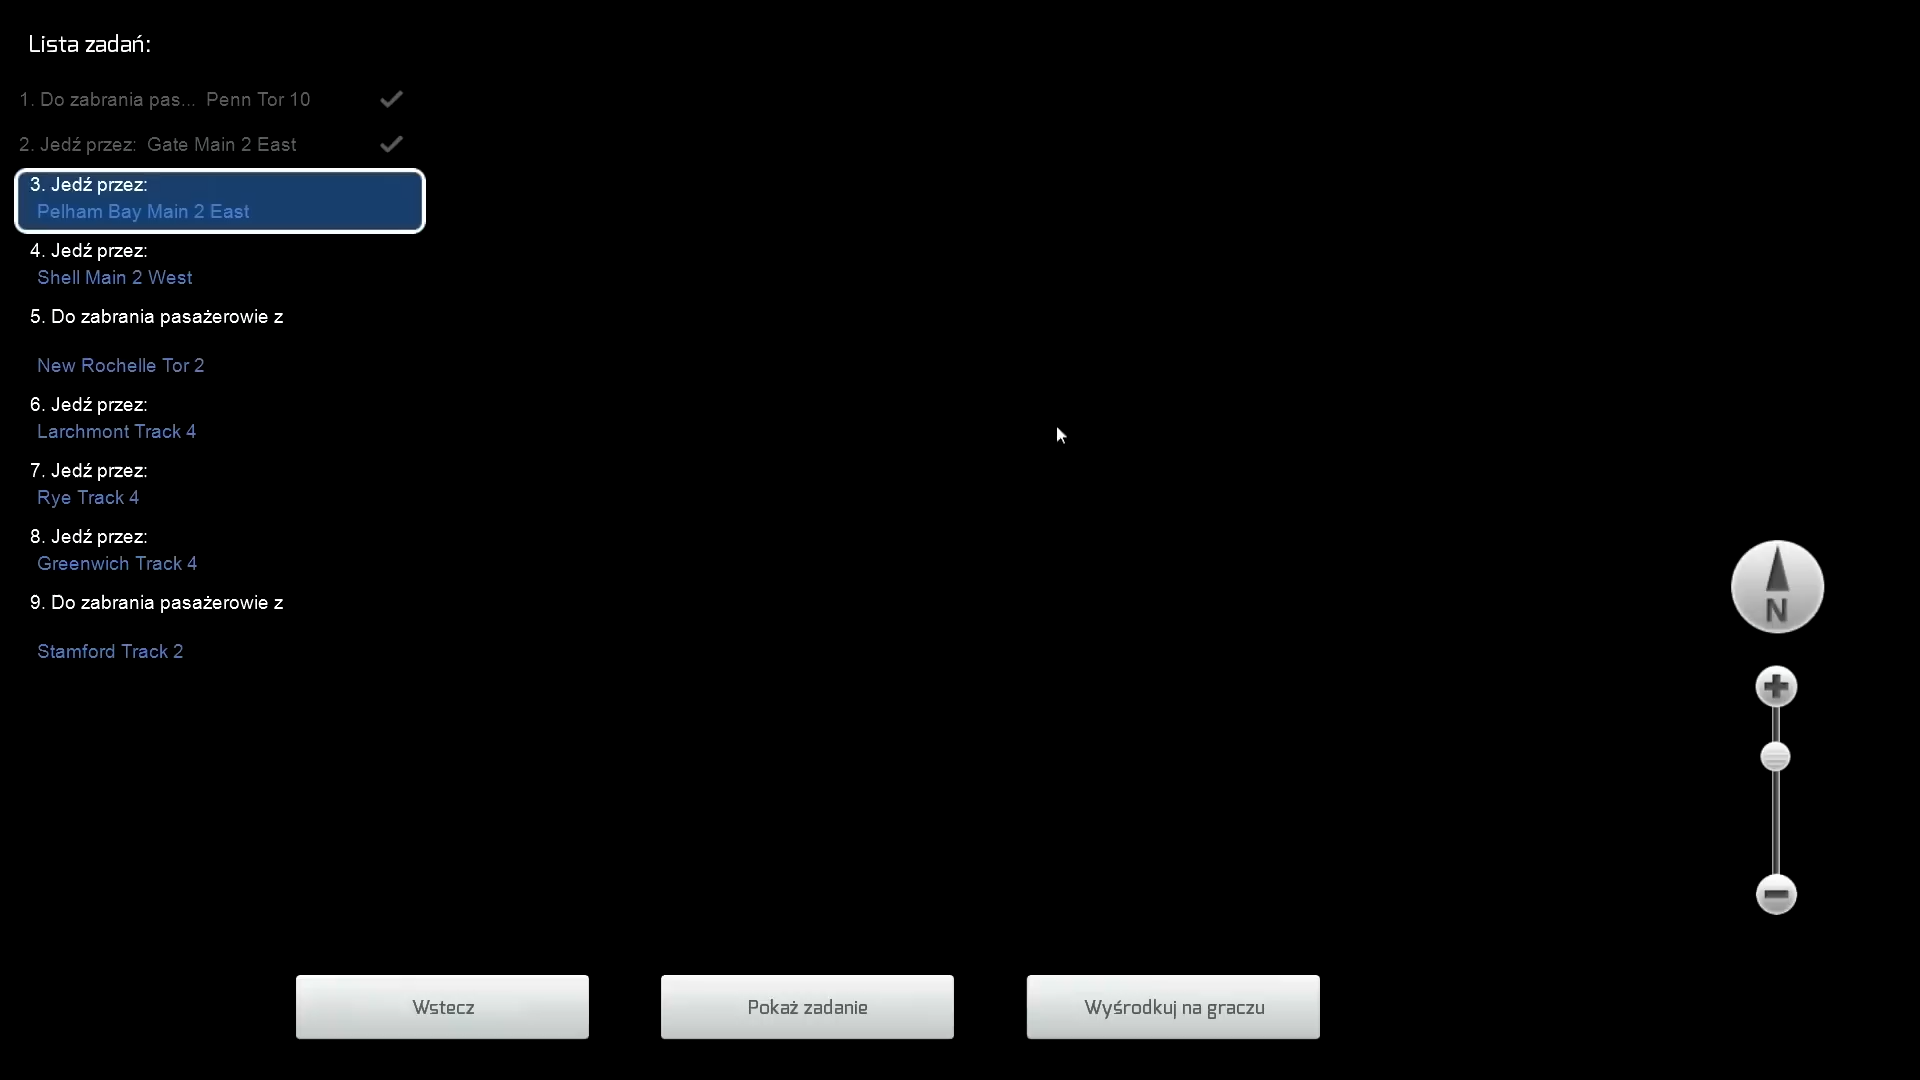 Lista zadań:
1. Do zabrania pas... Penn Tor 10
2. Jedź przez: Gate Main 2 East
3. Jedź przez:
Pelham Bay Main 2 East
4. Jedź przez:
Shell Main 2 West
5. Do zabrania pasażerowie z
New Rochelle Tor 2
6. Jedź przez:
Larchmont Track 4
7. Jedź przez:
Rye Track 4
8. Jedź przez:
Greenwich Track 4
9. Do zabrania pasażerowie z
Stamford Track 2
N
Wstecz
Pokaż zadanie
Wyśrodkuj na graczu